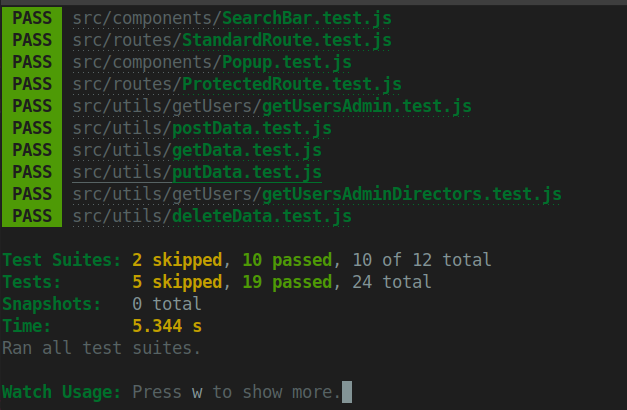 PASS src/components/SearchBar.test.js
PASS src/routes/StandardRoute.test.js
PASS src/components/Popup.test.js
PASS src/routes/ProtectedRoute.test.js
PASS src/utils/getUsers/getUsersAdmin.test.js
PASS src/utils/postData.test.js
PASS src/utils/getData.test.js
PASS src/utils/putData.test.js
PASS src/utils/getUsers/getUsersAdminDirectors.test.js
PASS src/utils/deleteData.test.js
Test Suites: 2 skipped, 10 passed, 10 of 12 total
Tests: 5 skipped, 19 passed, 24 total
Snapshots: 0 total
Time: 5.344 s
Ran all test suites.
Watch Usage: Press w to show more.